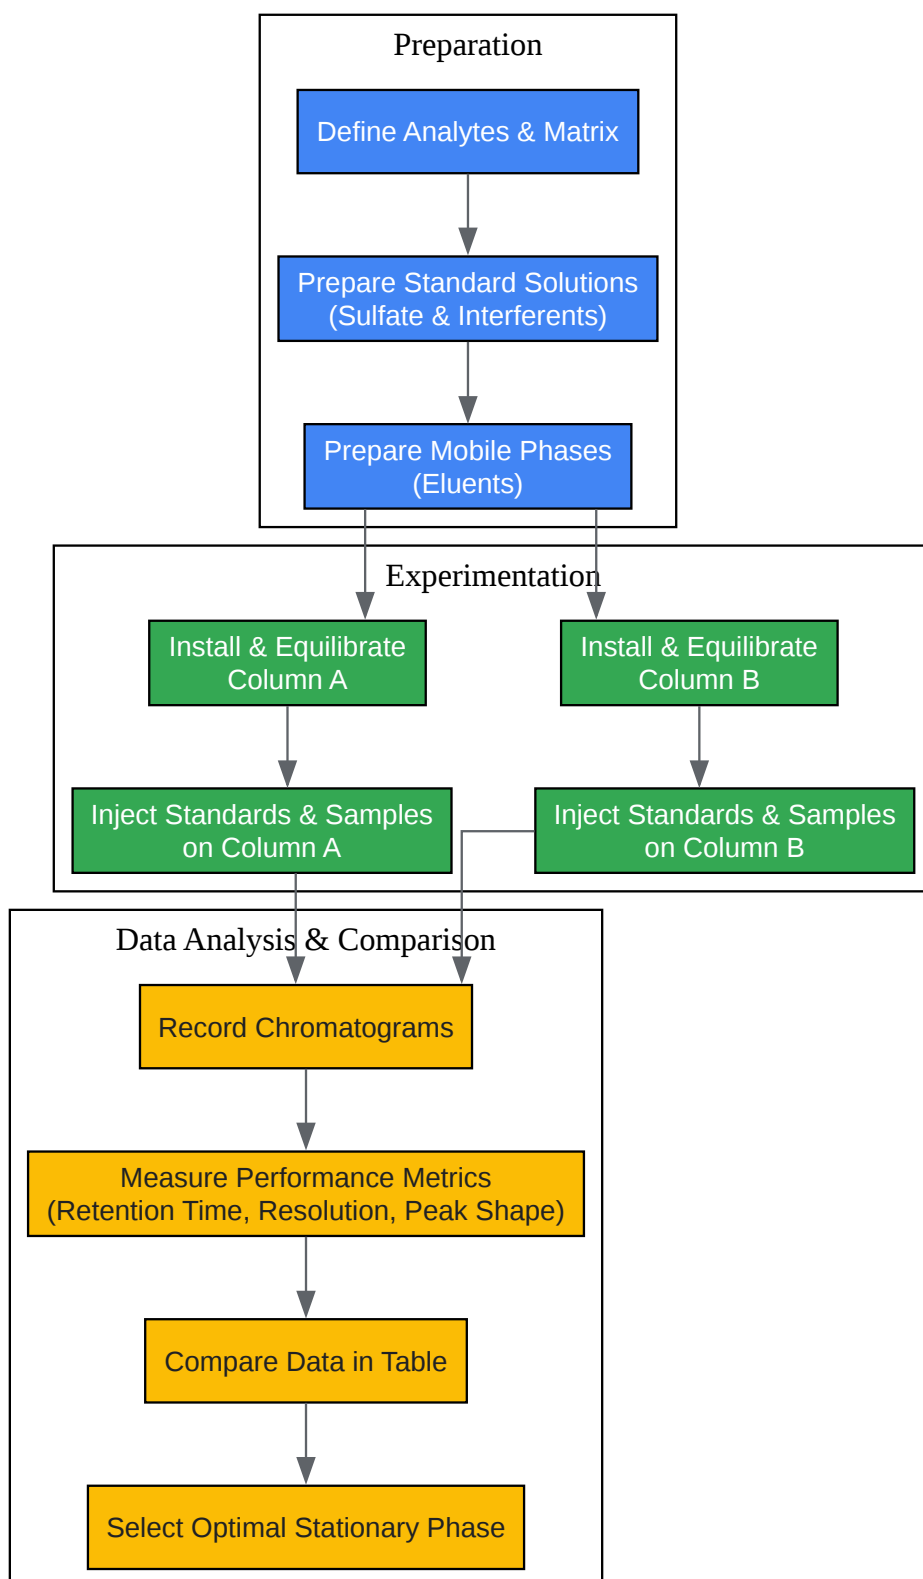 Preparation
Define Analytes & Matrix
Prepare Standard Solutions
(Sulfate & Interferents)
Prepare Mobile Phases
(Eluents)
Experimentation
Install & Equilibrate
Column A
Install & Equilibrate
Column B
Inject Standards & Samples
on Column A
Inject Standards & Samples
on Column B
Data Analysis & Comparison
Record Chromatograms
Measure Performance Metrics
(Retention Time, Resolution, Peak Shape)
Compare Data in Table
Select Optimal Stationary Phase